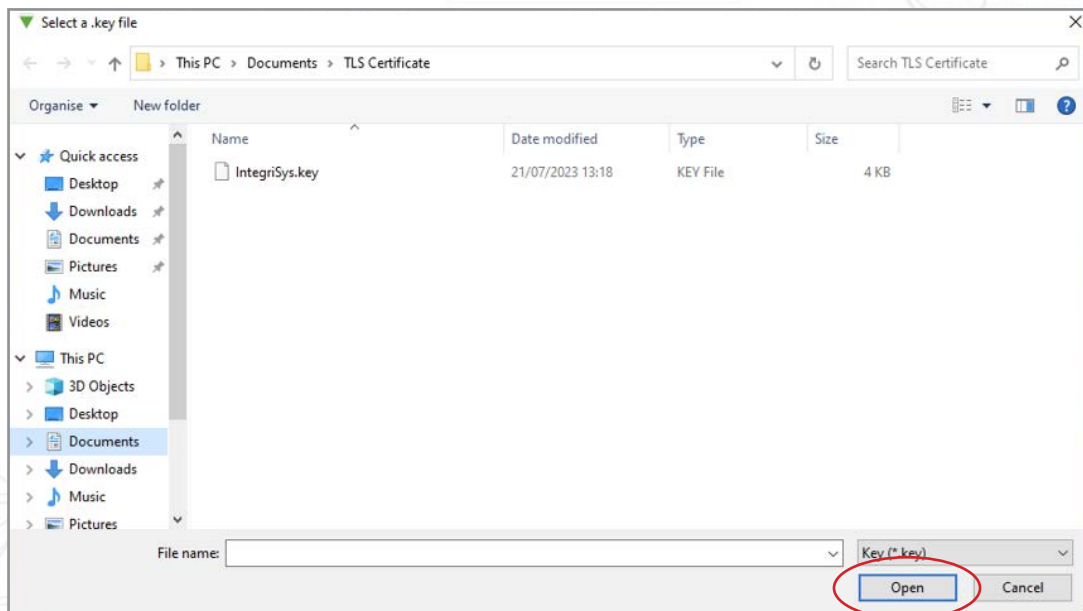 Select a .key file
This PC > Documents > TLS Certificate
Search TLS Certificate
Organise
New folder
Name
Date modified
Type
Size
IntegriSys.key
21/07/2023 13:18
KEY File
4 KB
Quick access
Desktop
Downloads
Documents
Pictures
Music
Videos
This PC
3D Objects
Desktop
Documents
Downloads
Music
Pictures
File name:
Key (*.key)
Open
Cancel